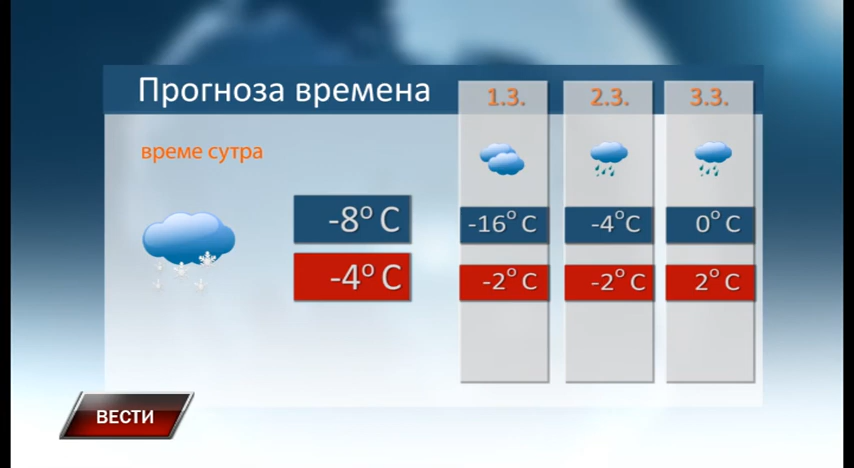 Прогноза времена
време сутра
-8° C
-4° C
1.3.
-16° C
-2° C
2.3.
-4°C
-2° C
3.3.
0° C
2° C
ВЕСТИ